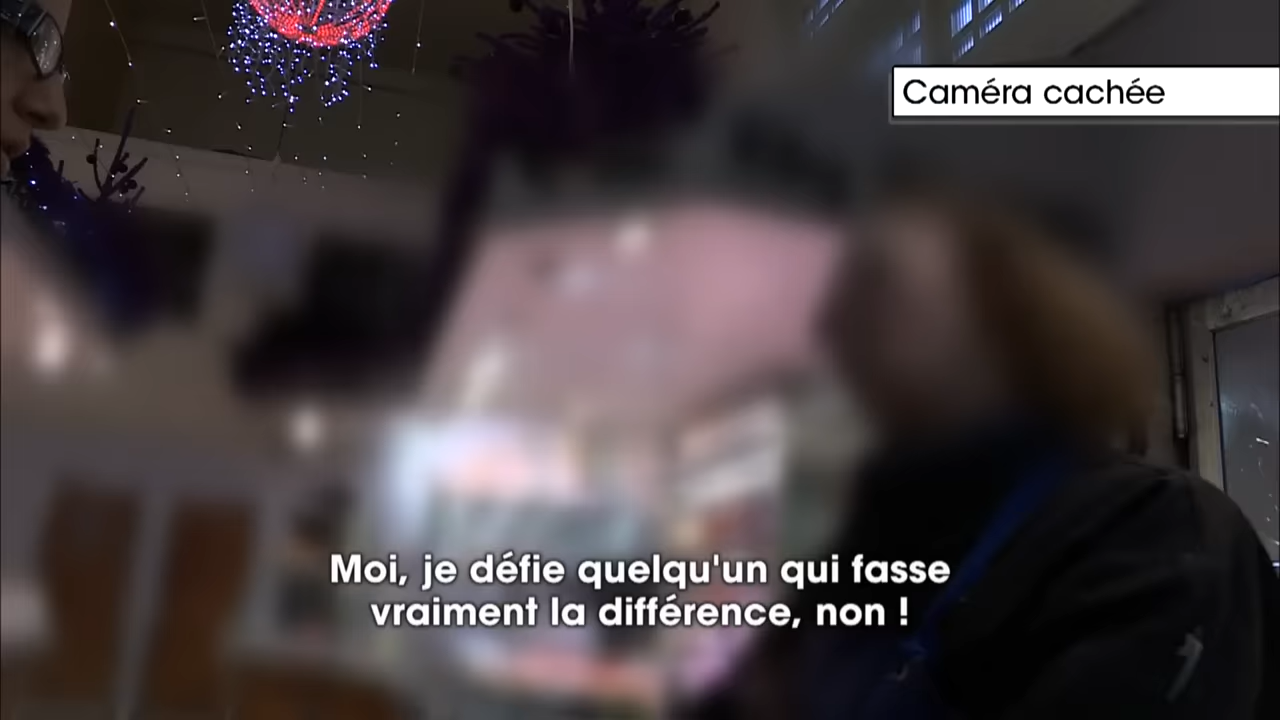 Caméra cachée
Moi, je défie quelqu'un qui fasse
vraiment la différence, non !